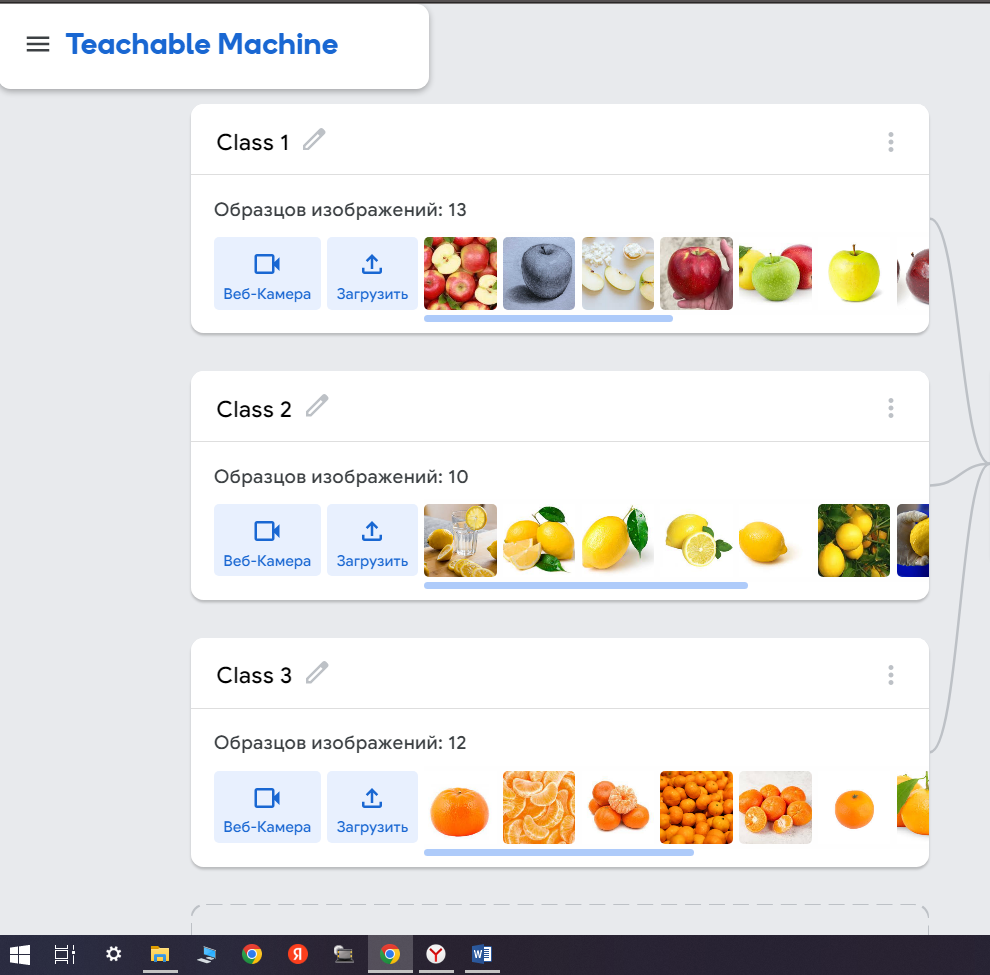 Teachable Machine
Class 1
Образцов изображений: 13
Веб-Камера
Загрузить
Class 2
Образцов изображений: 10
Веб-Камера
Загрузить
Class 3
Образцов изображений: 12
Веб-Камера
Загрузить